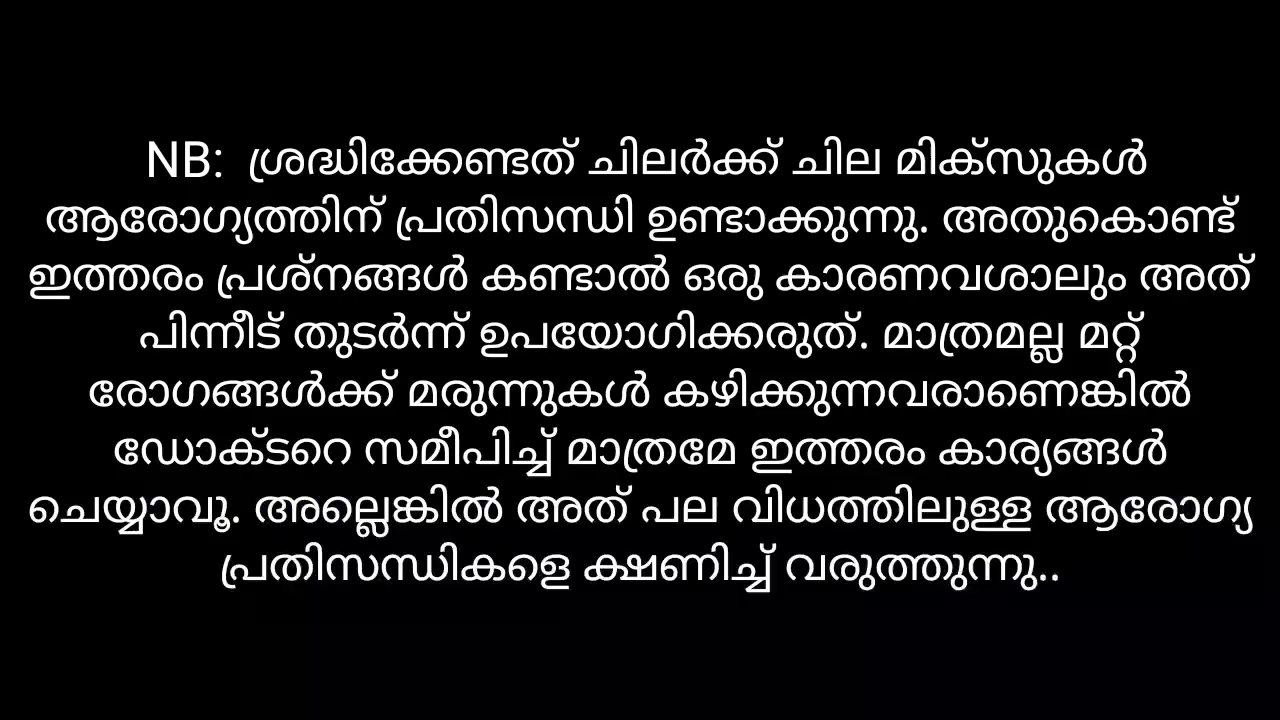 NB:  ശ്രദ്ധിക്കേണ്ടത് ചിലർക്ക് ചില മിക്സുകൾ
ആരോഗ്യത്തിന് പ്രതിസന്ധി ഉണ്ടാക്കുന്നു. അതുകൊണ്ട്
ഇത്തരം പ്രശ്നങ്ങൾ കണ്ടാൽ ഒരു കാരണവശാലും അത്
പിന്നീട് തുടർന്ന് ഉപയോഗിക്കരുത്. മാത്രമല്ല മറ്റ്
രോഗങ്ങൾക്ക് മരുന്നുകൾ കഴിക്കുന്നവരാണെങ്കിൽ
ഡോക്ടറെ സമീപിച്ച് മാത്രമേ ഇത്തരം കാര്യങ്ങൾ
ചെയ്യാവൂ. അല്ലെങ്കിൽ അത് പല വിധത്തിലുള്ള ആരോഗ്യ
പ്രതിസന്ധികളെ ക്ഷണിച്ച് വരുത്തുന്നു..